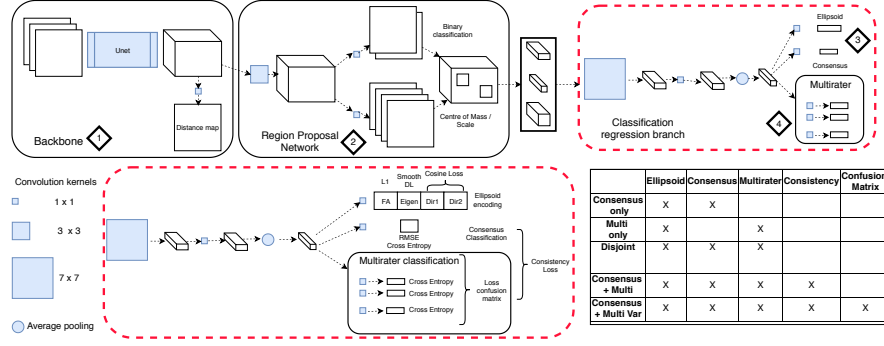 Unet
Distance map
Backbone
1
Binary
classification
Centre of Mass /
Scale
Region Proposal
Network
2
Ellipsoid
3
Consensus
Multirater
4
Classification
regression branch
Convolution kernels
1 x 1
3 x 3
7 x 7
Average pooling
L1
Smooth
DL
Cosine Loss
FA
Eigen
Dir1
Dir2
Ellipsoid
encoding
RMSE
Cross Entropy
Consensus
Classification
Consistency
Loss
Multirater classification
Cross Entropy
Cross Entropy
Cross Entropy
Loss
confusion
matrix
Ellipsoid Consensus Multirater Consistency Confusion
Matrix
Consensus
only X X
Multi
only X X
Disjoint X X X
Consensus
+ Multi X X X X
Consensus
+ Multi Var X X X X X